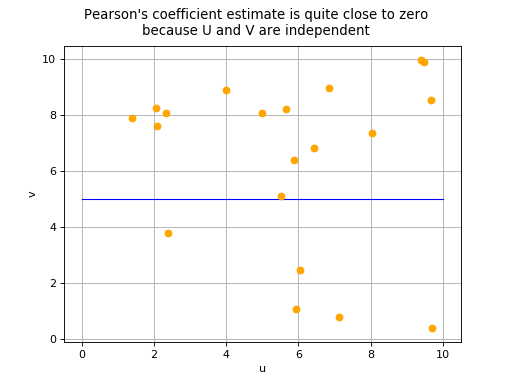 Pearson's coefficient estimate is quite close to zero
because U and V are independent
10
8
6
4
2
0
v
0 2 4 6 8 10
u